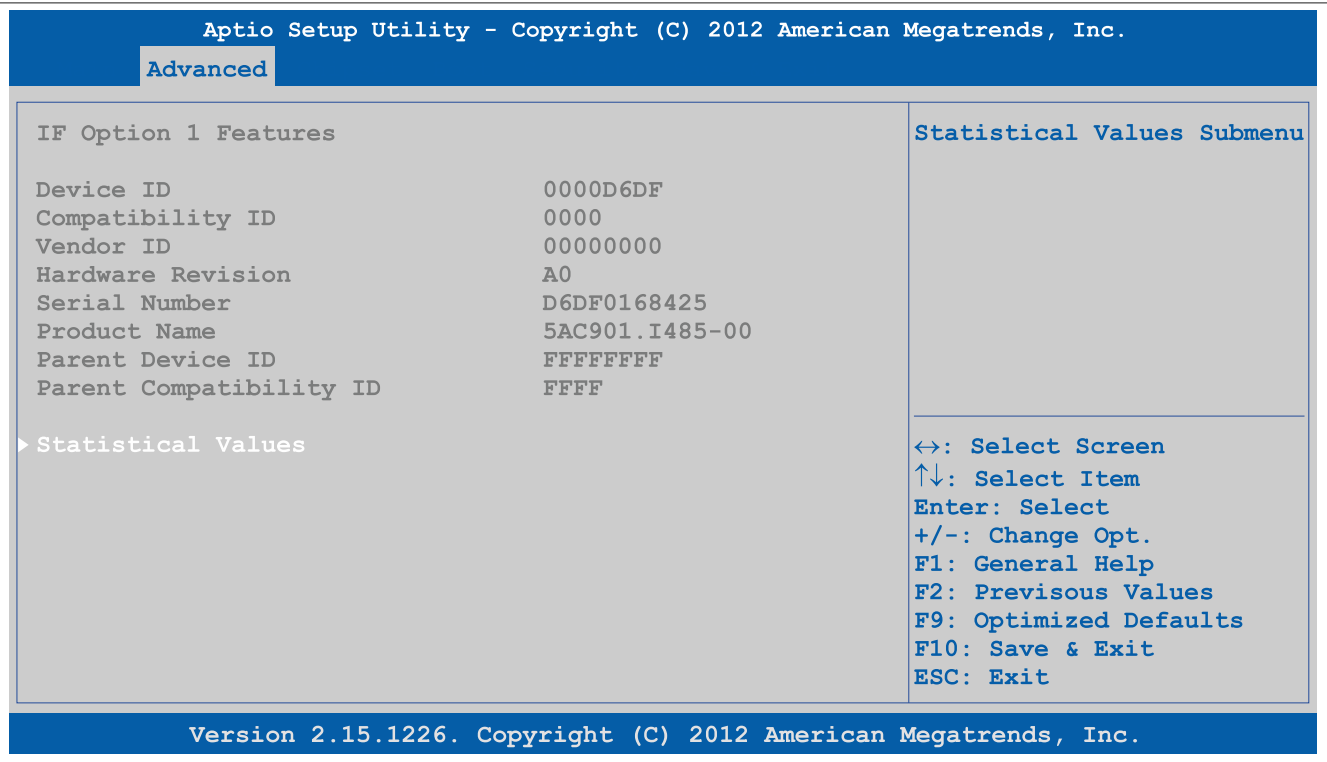 Aptio Setup Utility - Copyright (C) 2012 American Megatrends, Inc.
Advanced
IF Option 1 Features
Device ID 0000D6DF
Compatibility ID 0000
Vendor ID 00000000
Hardware Revision A0
Serial Number D6DF0168425
Product Name 5AC901.I485-00
Parent Device ID FFFFFFFF
Parent Compatibility ID FFFF
Statistical Values
Statistical Values Submenu
↔: Select Screen
↑↓: Select Item
Enter: Select
+/-: Change Opt.
F1: General Help
F2: Previsous Values
F9: Optimized Defaults
F10: Save & Exit
ESC: Exit
Version 2.15.1226. Copyright (C) 2012 American Megatrends, Inc.